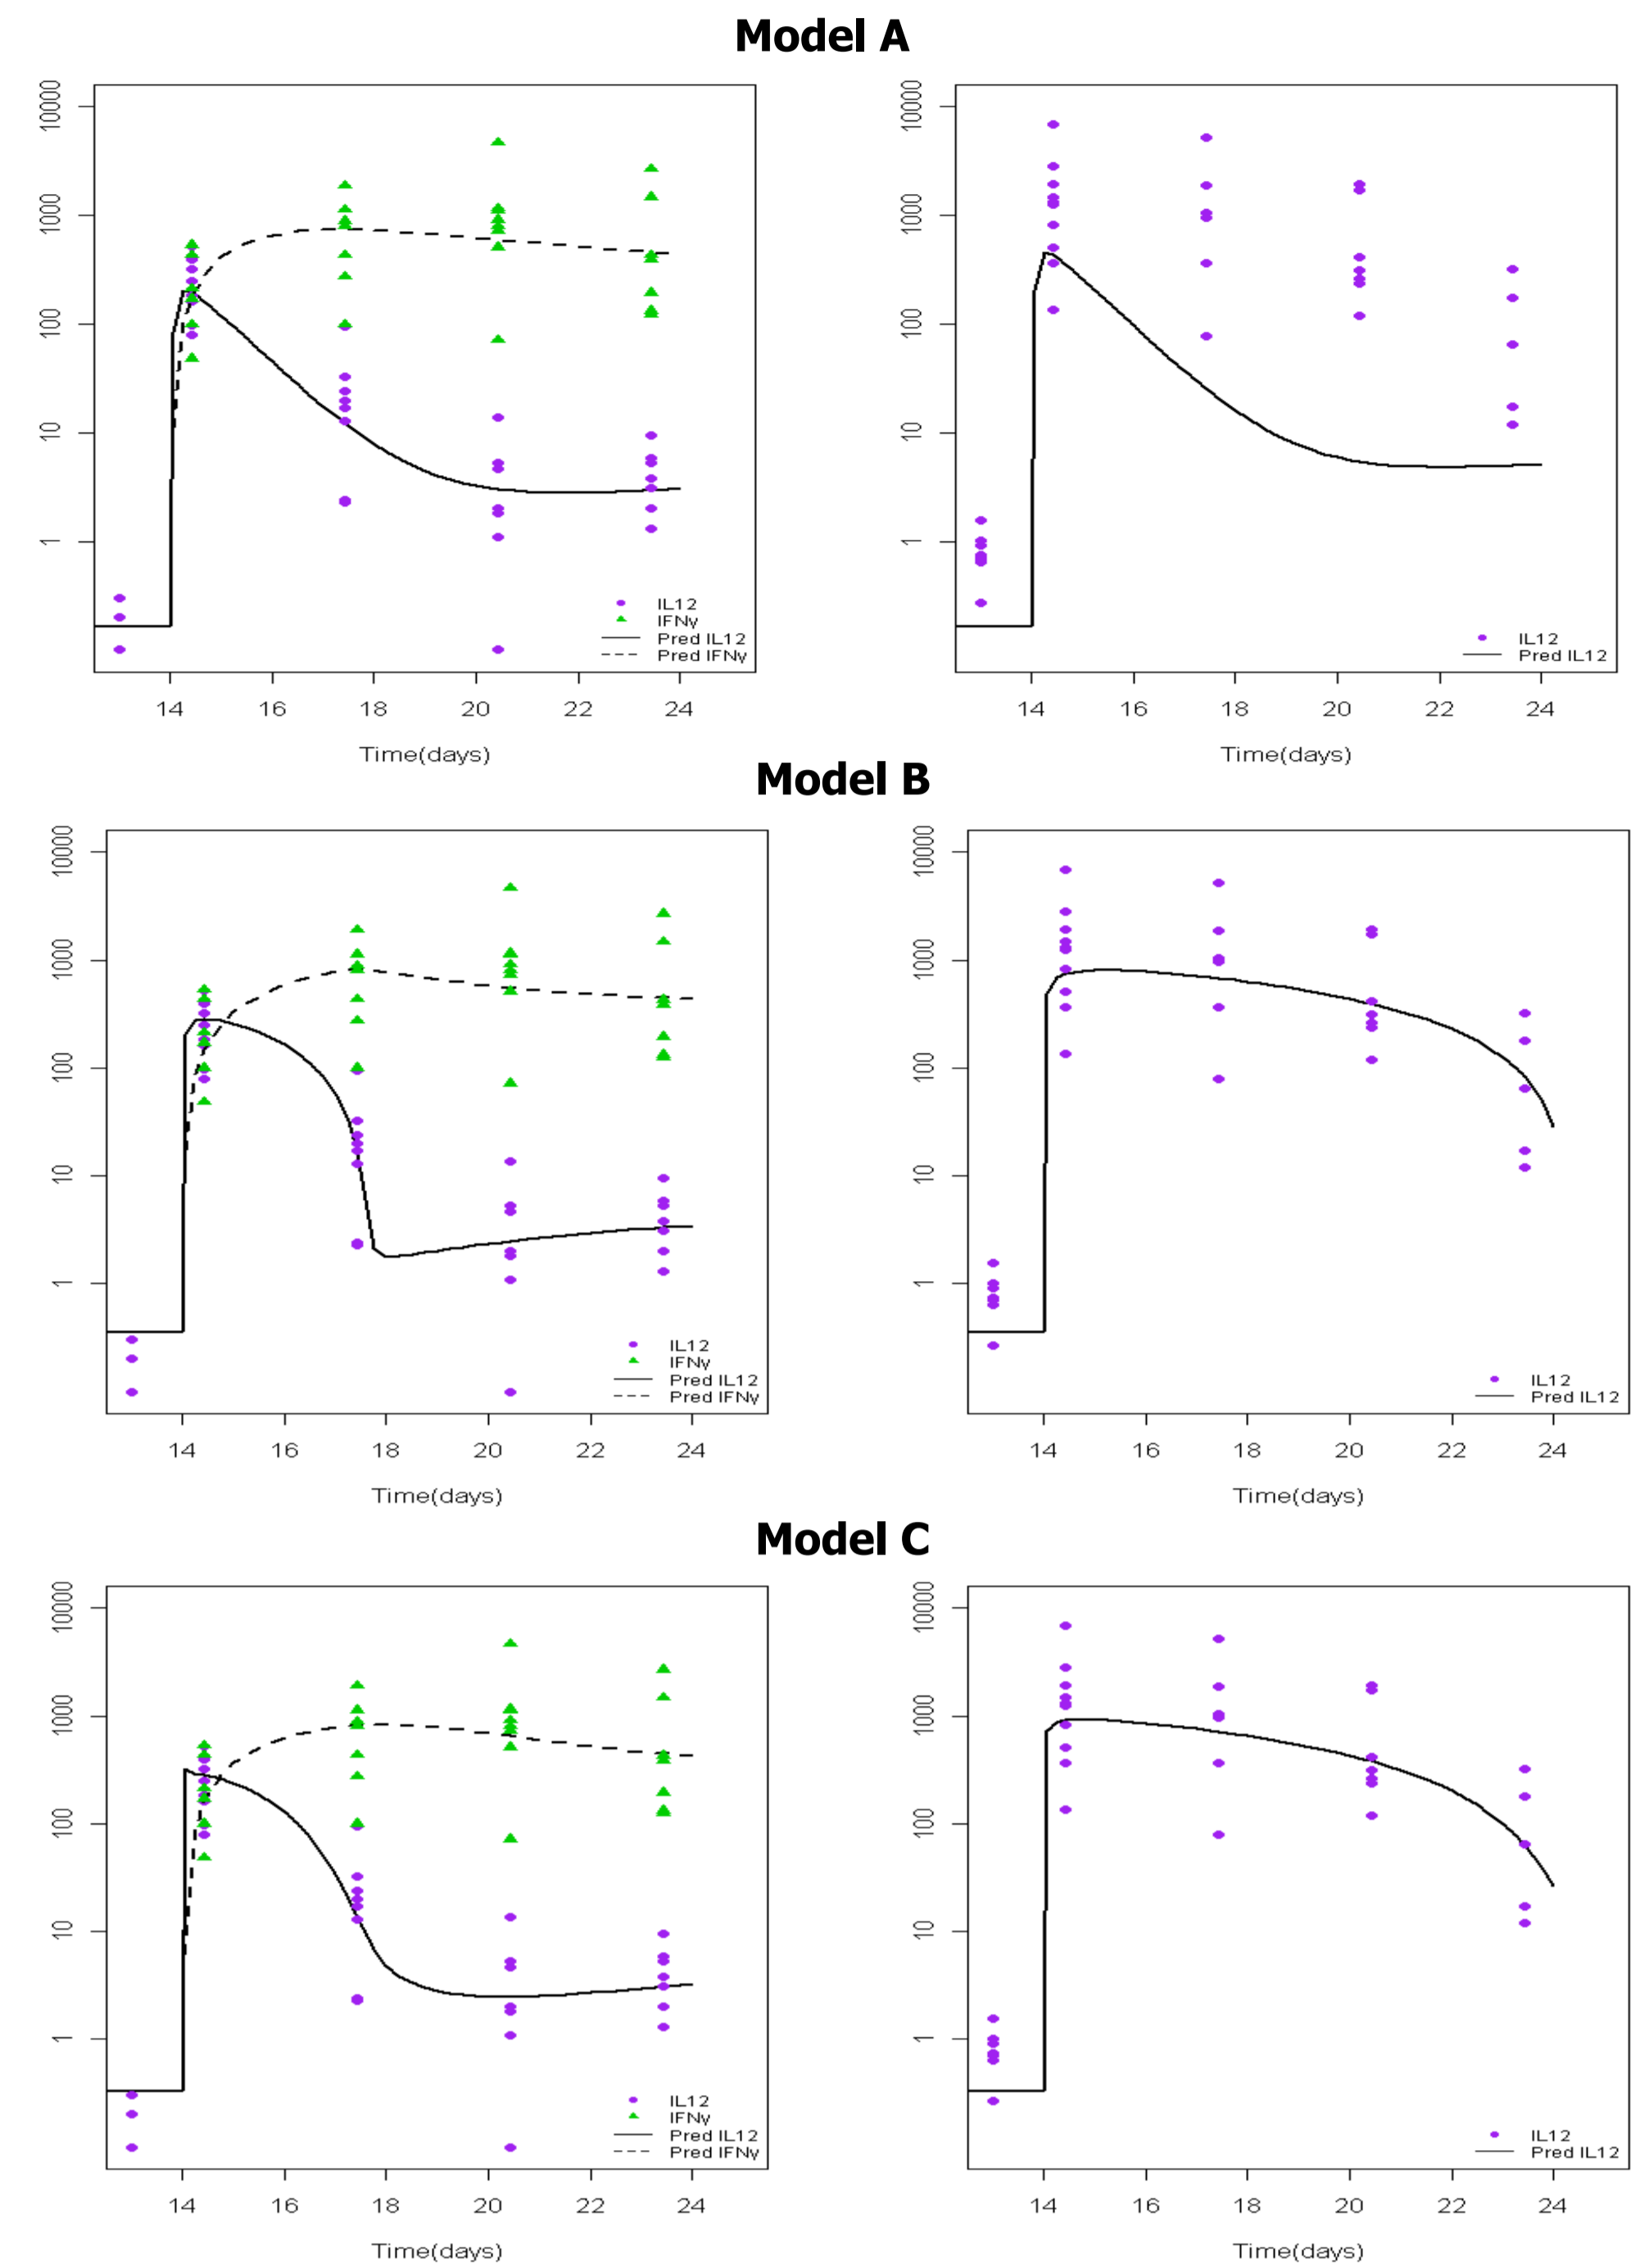 Model A
10000
1000
100
10
1
14 16 18 20 22 24
Time(days)
IL12
IFNγ
Pred IL12
Pred IFNγ
10000
1000
100
10
1
14 16 18 20 22 24
Time(days)
IL12
Pred IL12
Model B
10000
1000
100
10
1
14 16 18 20 22 24
Time(days)
IL12
IFNγ
Pred IL12
Pred IFNγ
10000
1000
100
10
1
14 16 18 20 22 24
Time(days)
IL12
Pred IL12
Model C
10000
1000
100
10
1
14 16 18 20 22 24
Time(days)
IL12
IFNγ
Pred IL12
Pred IFNγ
10000
1000
100
10
1
14 16 18 20 22 24
Time(days)
IL12
Pred IL12